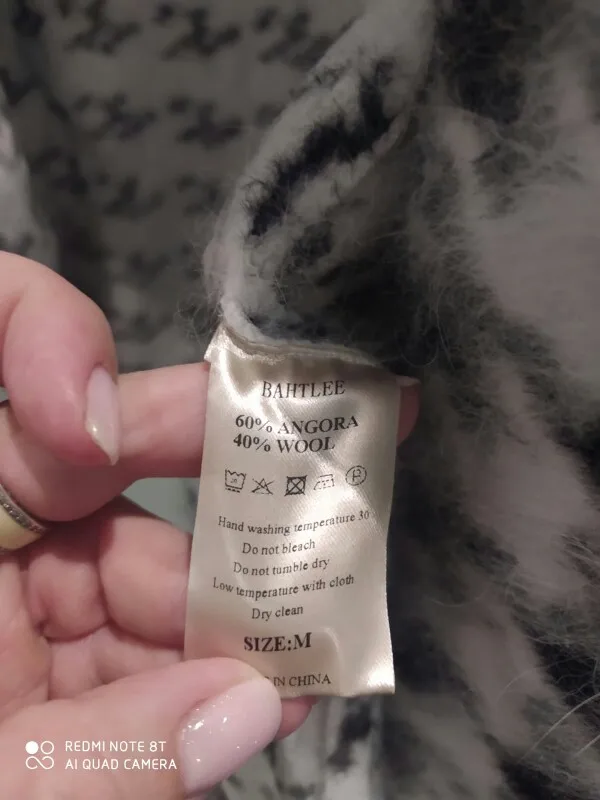 BAHTLEE
60% ANGORA
40% WOOL
P
Hand washing temperature 30
Do not bleach
Do not tumble dry
Low temperature with cloth
Dry clean
SIZE:M
IN CHINA
REDMI NOTE 8T
AI QUAD CAMERA